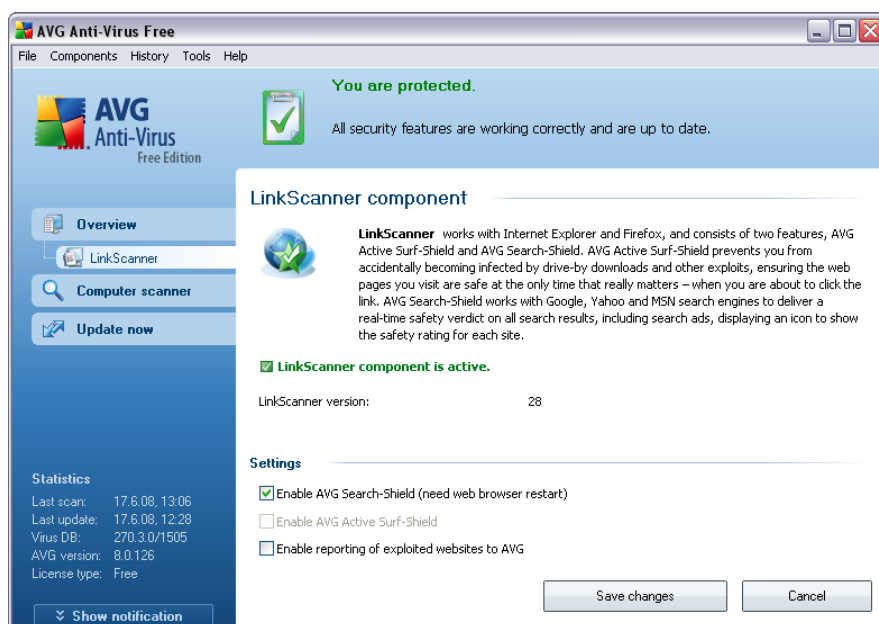 AVG Anti-Virus Free
File Components History Tools Help
AVG
Anti-Virus
Free Edition
You are protected.
All security features are working correctly and are up to date.
Overview
LinkScanner
Computer scanner
Update now
Statistics
Last scan: 17.6.08, 13:06
Last update: 17.6.08, 12:28
Virus DB: 270.3.0/1505
AVG version: 8.0.126
License type: Free
Show notification
LinkScanner component
LinkScanner works with Internet Explorer and Firefox, and consists of two features, AVG
Active Surf-Shield and AVG Search-Shield. AVG Active Surf-Shield prevents you from
accidentally becoming infected by drive-by downloads and other exploits, ensuring the web
pages you visit are safe at the only time that really matters – when you are about to click the
link. AVG Search-Shield works with Google, Yahoo and MSN search engines to deliver a
real-time safety verdict on all search results, including search ads, displaying an icon to show
the safety rating for each site.
LinkScanner component is active.
LinkScanner version: 28
Settings
Enable AVG Search-Shield (need web browser restart)
Enable AVG Active Surf-Shield
Enable reporting of exploited websites to AVG
Save changes Cancel